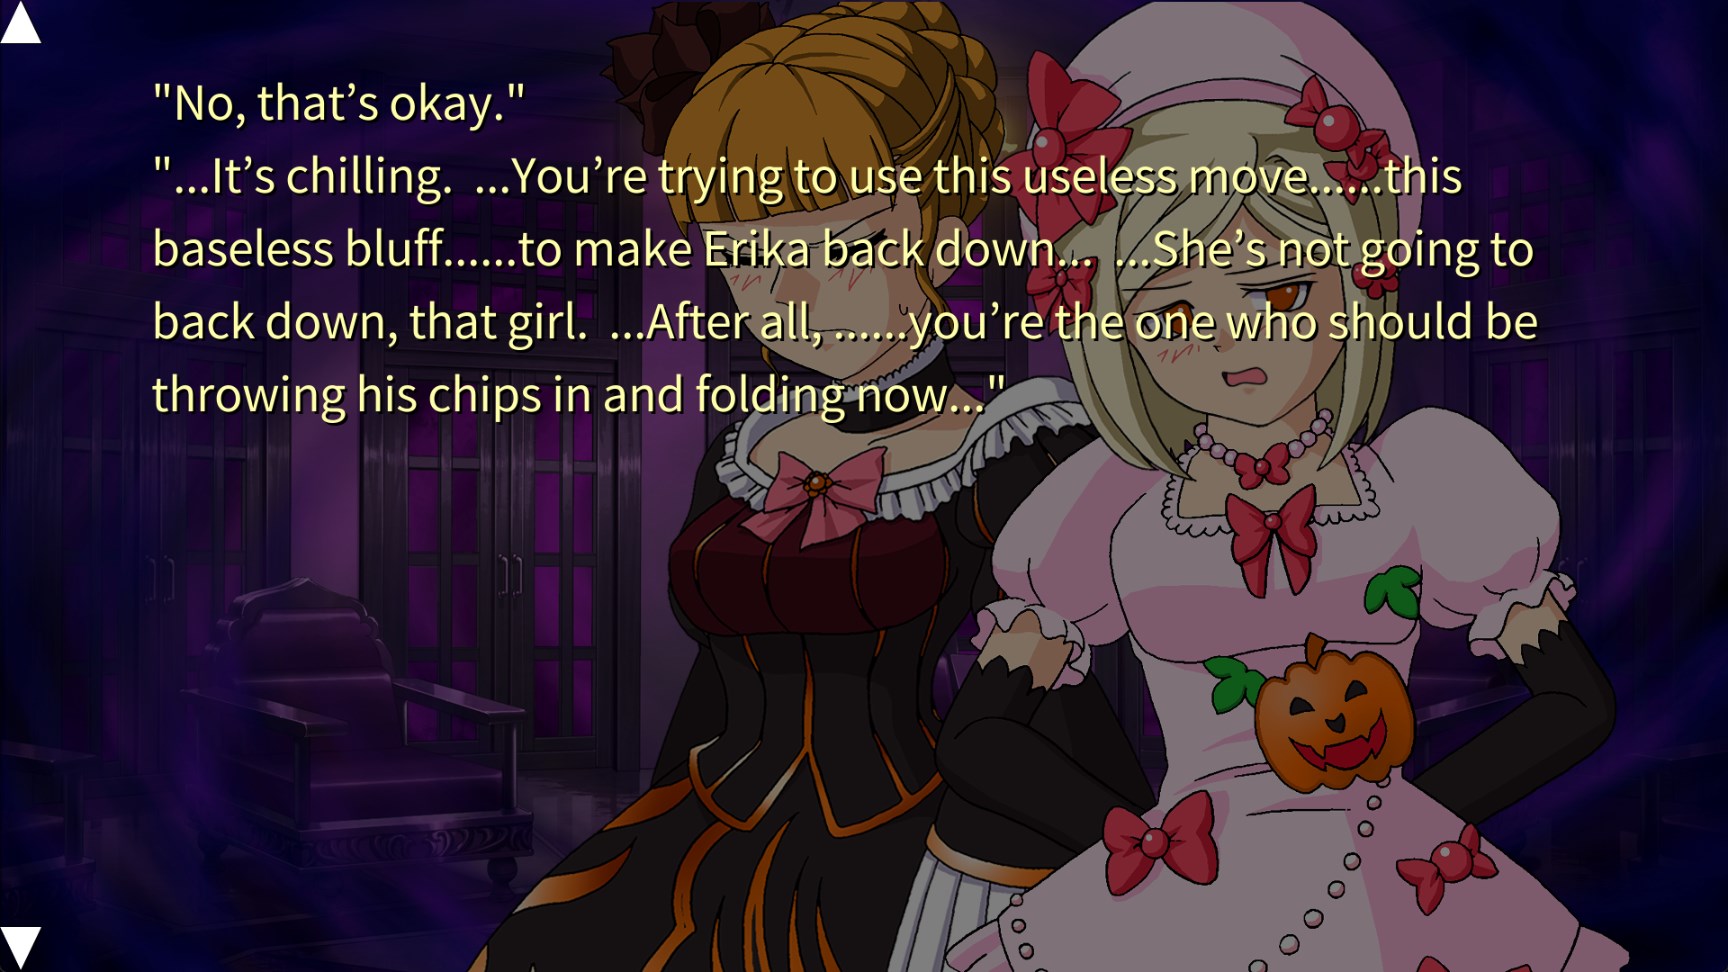 "No, that’s okay."
"...It’s chilling.  ...You’re trying to use this useless move......this
baseless bluff......to make Erika back down...  ...She’s not going to
back down, that girl.  ...After all, ......you’re the one who should be
throwing his chips in and folding now..."